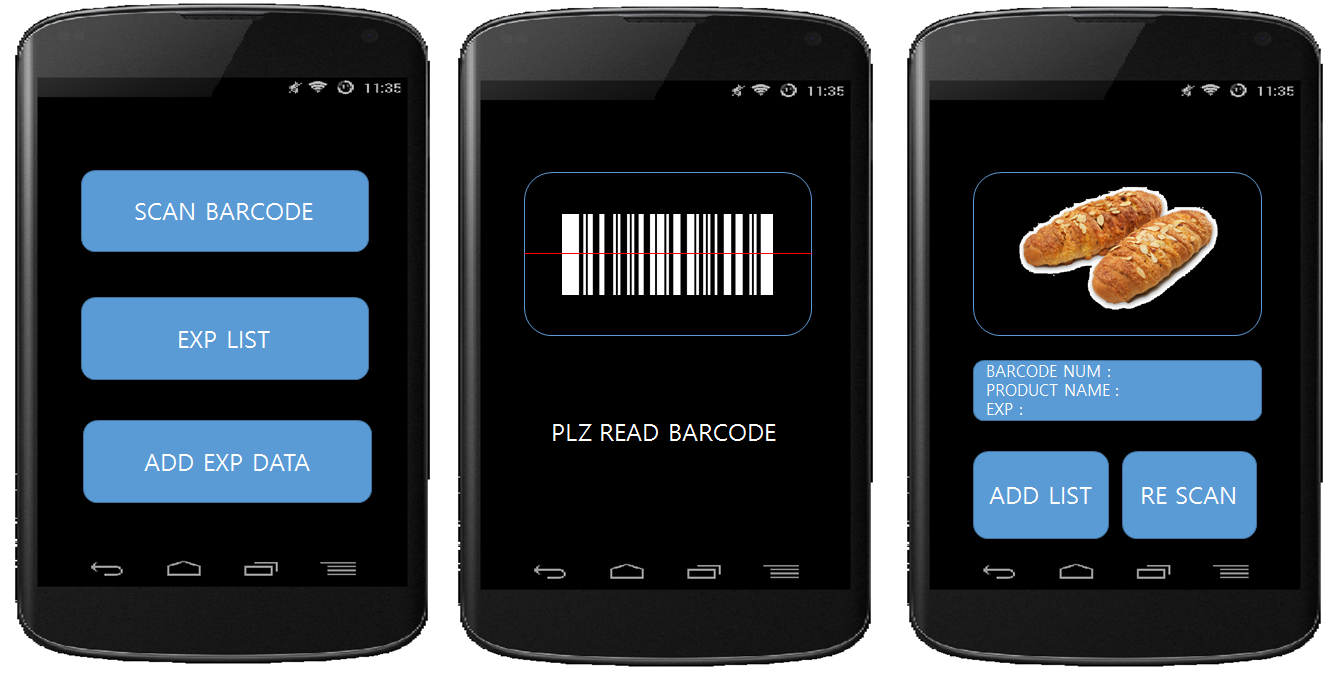 11:35
SCAN BARCODE
EXP LIST
ADD EXP DATA
11:35
PLZ READ BARCODE
11:35
BARCODE NUM :
PRODUCT NAME :
EXP :
ADD LIST
RE SCAN